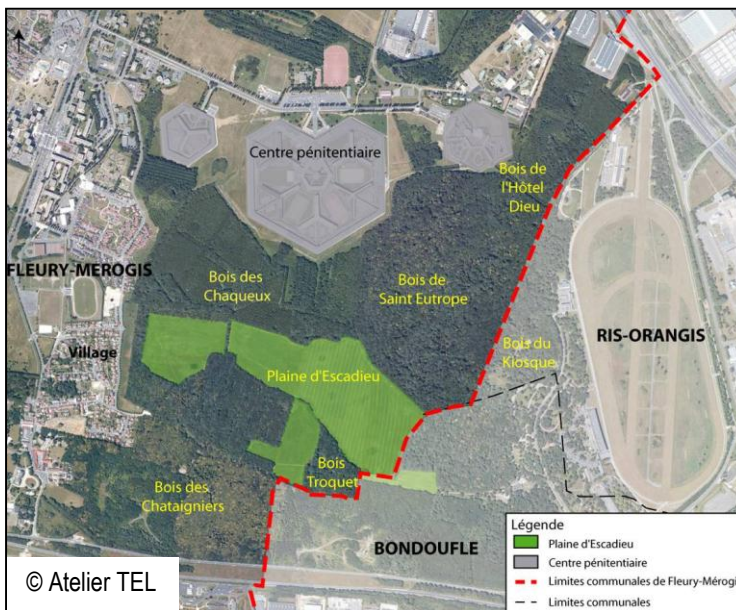 Centre pénitentiaire
Bois de
l'Hôtel
Dieu
FLEURY-MEROGIS
Bois des
Chaqueux
Bois de
Saint Eutrope
RIS-ORANGIS
Village
Bois du
Kiosque
Plaine d'Escadieu
Bois
Troquet
Bois des
Chataigniers
BONDOUFLE
Légende
Plaine d'Escadieu
Centre pénitentiaire
Limites communales de Fleury-Mérogi
Limites communales
© Atelier TEL